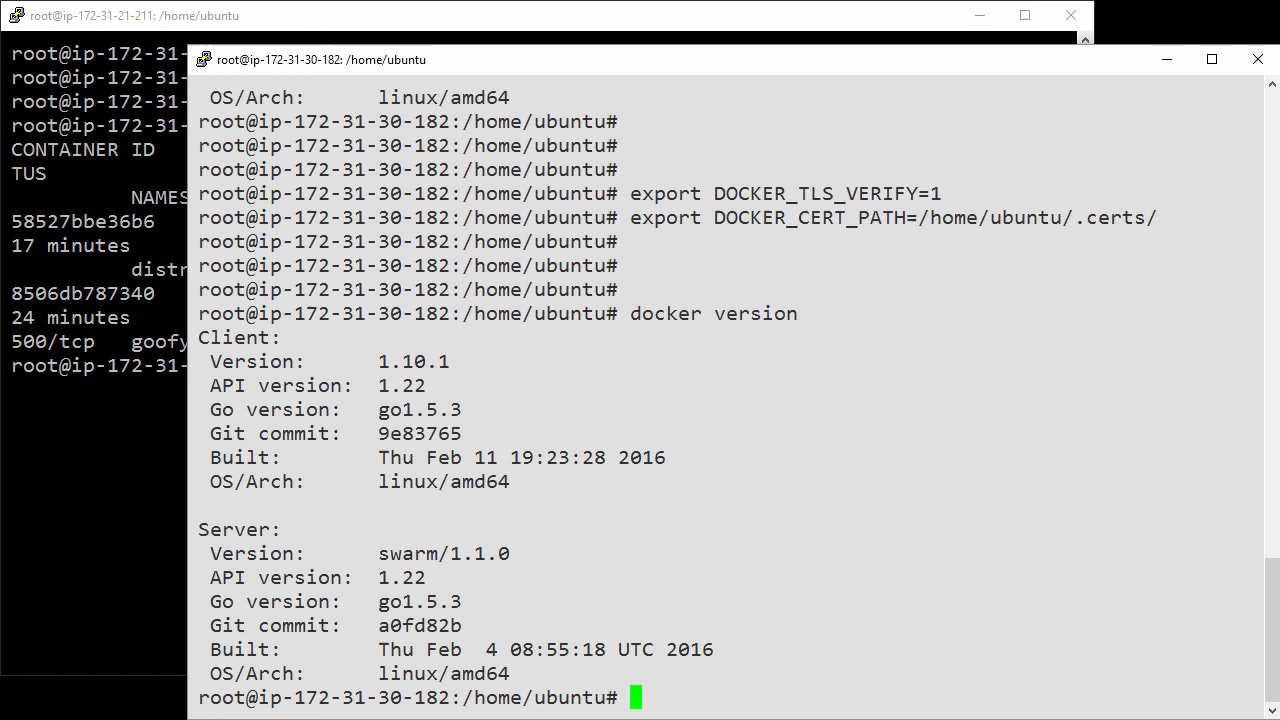 root@ip-172-31-21-211: /home/ubuntu
root@ip-172-31-
root@ip-172-31-
root@ip-172-31-
root@ip-172-31-
CONTAINER ID
TUS
NAMES
58527bbe36b6
17 minutes
distr
8506db787340
24 minutes
500/tcp   goofy
root@ip-172-31-
root@ip-172-31-30-182: /home/ubuntu
OS/Arch:      linux/amd64
root@ip-172-31-30-182:/home/ubuntu#
root@ip-172-31-30-182:/home/ubuntu#
root@ip-172-31-30-182:/home/ubuntu#
root@ip-172-31-30-182:/home/ubuntu# export DOCKER_TLS_VERIFY=1
root@ip-172-31-30-182:/home/ubuntu# export DOCKER_CERT_PATH=/home/ubuntu/.certs/
root@ip-172-31-30-182:/home/ubuntu#
root@ip-172-31-30-182:/home/ubuntu#
root@ip-172-31-30-182:/home/ubuntu#
root@ip-172-31-30-182:/home/ubuntu# docker version
Client:
 Version:      1.10.1
 API version:  1.22
 Go version:   go1.5.3
 Git commit:   9e83765
 Built:        Thu Feb 11 19:23:28 2016
 OS/Arch:      linux/amd64

Server:
 Version:      swarm/1.1.0
 API version:  1.22
 Go version:   go1.5.3
 Git commit:   a0fd82b
 Built:        Thu Feb  4 08:55:18 UTC 2016
 OS/Arch:      linux/amd64
root@ip-172-31-30-182:/home/ubuntu#